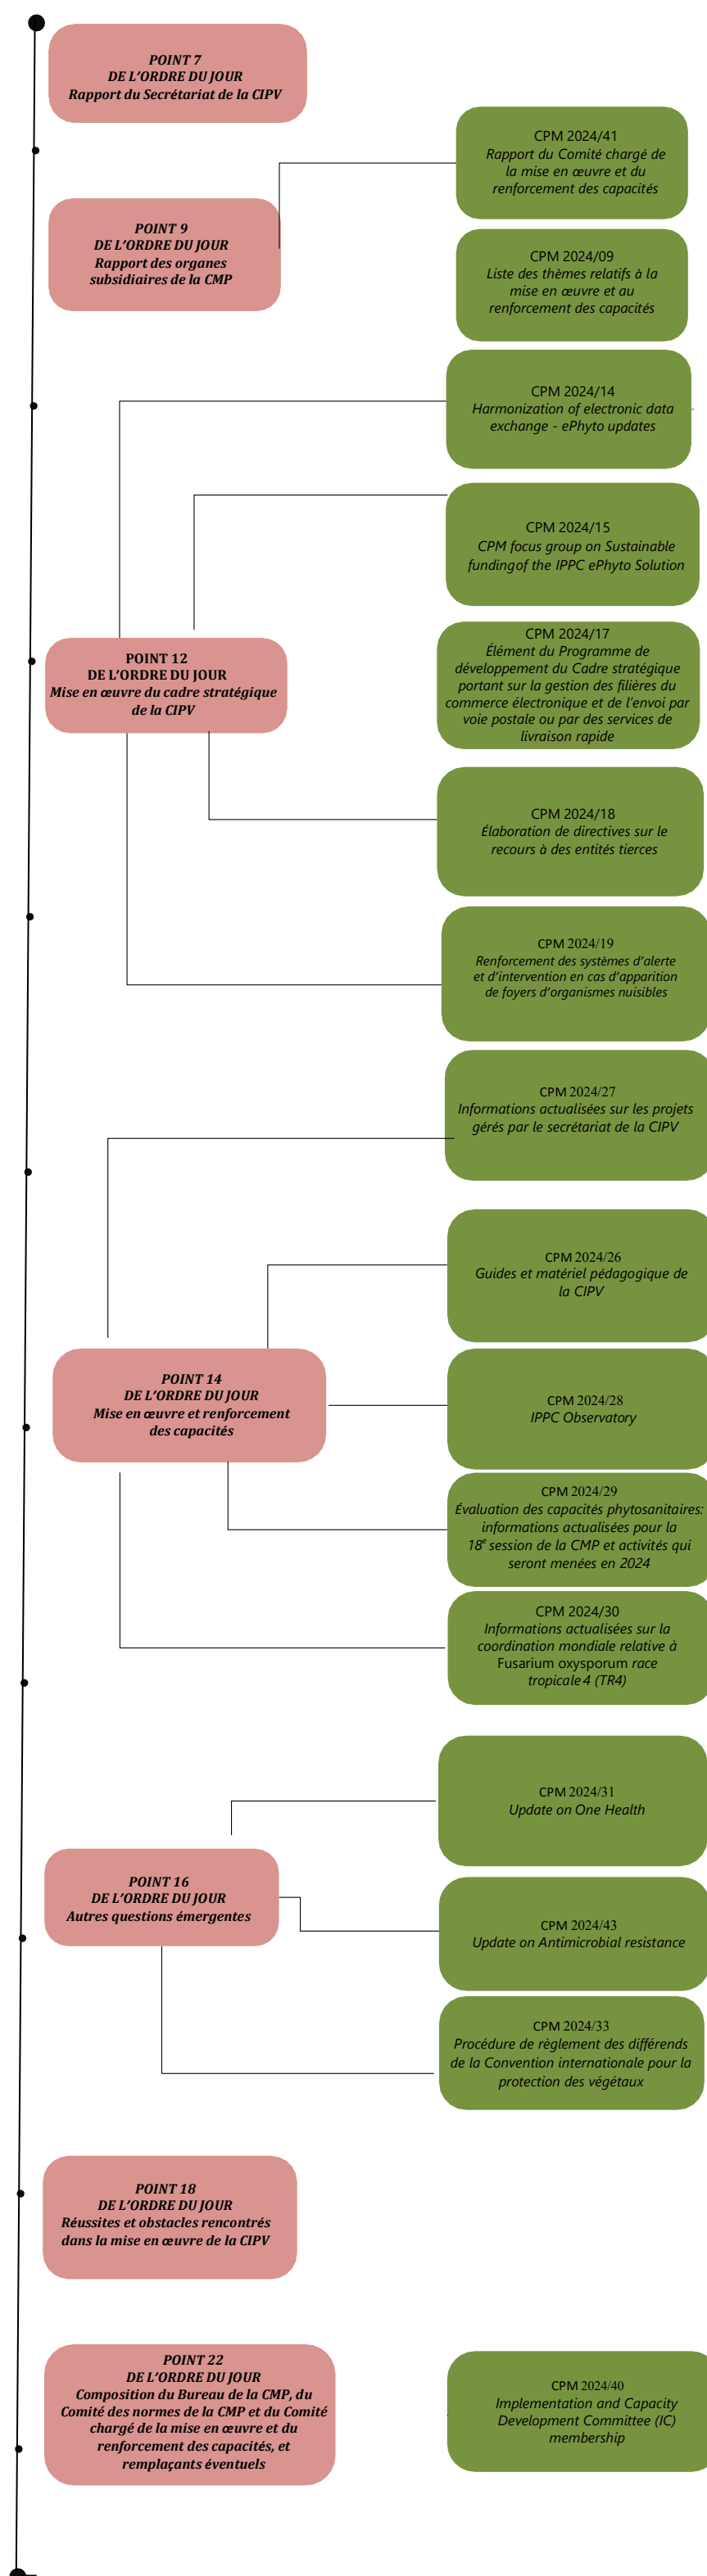 POINT 7
DE L’ORDRE DU JOUR
Rapport du Secrétariat de la CIPV
CPM 2024/41
Rapport du Comité chargé de
la mise en œuvre et du
renforcement des capacités
POINT 9
DE L’ORDRE DU JOUR
Rapport des organes
subsidiaires de la CMP
CPM 2024/09
Liste des thèmes relatifs à la
mise en œuvre et au
renforcement des capacités
CPM 2024/14
Harmonization of electronic data
exchange - ePhyto updates
CPM 2024/15
CPM focus group on Sustainable
funding of the IPPC ePhyto Solution
POINT 12
DE L’ORDRE DU JOUR
Mise en œuvre du cadre stratégique
de la CIPV
CPM 2024/17
Élément du Programme de
développement du Cadre stratégique
portant sur la gestion des filières du
commerce électronique et de l'envoi par
voie postale ou par des services de
livraison rapide
CPM 2024/18
Élaboration de directives sur le
recours à des entités tierces
CPM 2024/19
Renforcement des systèmes d’alerte
et d’intervention en cas d’apparition
de foyers d’organismes nuisibles
CPM 2024/27
Informations actualisées sur les projets
gérés par le secrétariat de la CIPV
CPM 2024/26
Guides et matériel pédagogique de
la CIPV
POINT 14
DE L’ORDRE DU JOUR
Mise en œuvre et renforcement
des capacités
CPM 2024/28
IPPC Observatory
CPM 2024/29
Évaluation des capacités phytosanitaires:
informations actualisées pour la
18e session de la CMP et activités qui
seront menées en 2024
CPM 2024/30
Informations actualisées sur la
coordination mondiale relative à
Fusarium oxysporum race
tropicale 4 (TR4)
CPM 2024/31
Update on One Health
POINT 16
DE L’ORDRE DU JOUR
Autres questions émergentes
CPM 2024/43
Update on Antimicrobial resistance
CPM 2024/33
Procédure de règlement des différends
de la Convention internationale pour la
protection des végétaux
POINT 18
DE L’ORDRE DU JOUR
Réussites et obstacles rencontrés
dans la mise en œuvre de la CIPV
POINT 22
DE L’ORDRE DU JOUR
Composition du Bureau de la CMP, du
Comité des normes de la CMP et du Comité
chargé de la mise en œuvre et du
renforcement des capacités, et
remplaçants éventuels
CPM 2024/40
Implementation and Capacity
Development Committee (IC)
membership